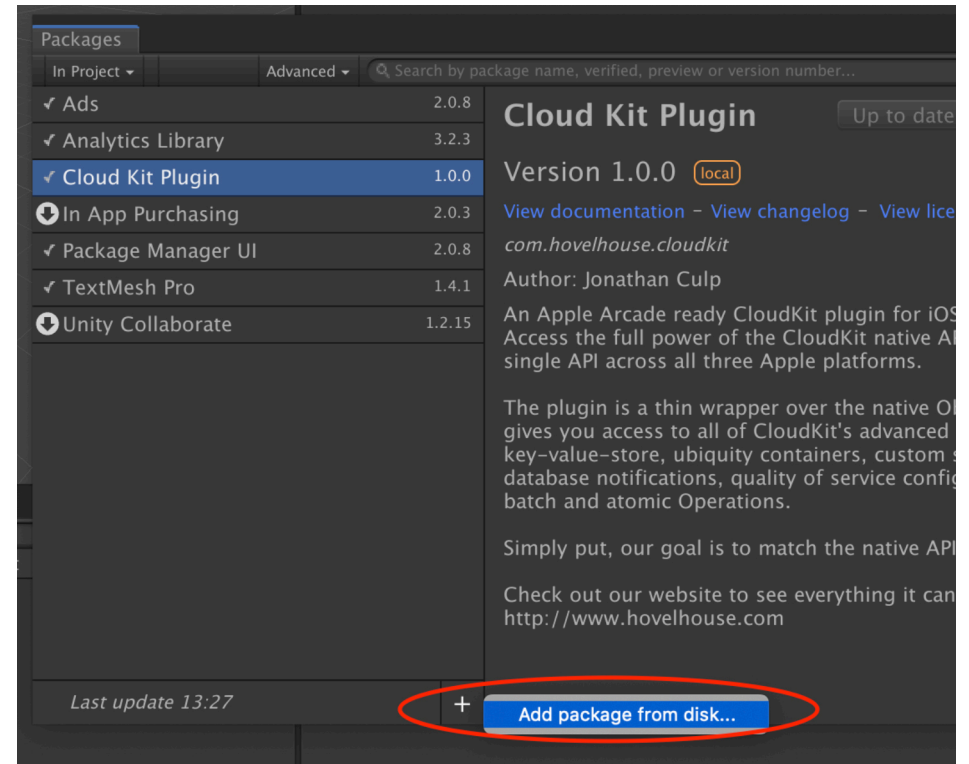 Packages
In Project
Advanced
Search by package name, verified, preview or version number...
Ads 2.0.8
Analytics Library 3.2.3
Cloud Kit Plugin 1.0.0
In App Purchasing 2.0.3
Package Manager UI 2.0.8
TextMesh Pro 1.4.1
Unity Collaborate 1.2.15
Last update 13:27
+
Add package from disk...
Cloud Kit Plugin
Up to date
Version 1.0.0 local
View documentation - View changelog - View lice
com.hovelhouse.cloudkit
Author: Jonathan Culp
An Apple Arcade ready CloudKit plugin for iOS
Access the full power of the CloudKit native AP
single API across all three Apple platforms.
The plugin is a thin wrapper over the native Ob
gives you access to all of CloudKit's advanced
key-value-store, ubiquity containers, custom s
database notifications, quality of service config
batch and atomic Operations.
Simply put, our goal is to match the native API
Check out our website to see everything it can
http://www.hovelhouse.com